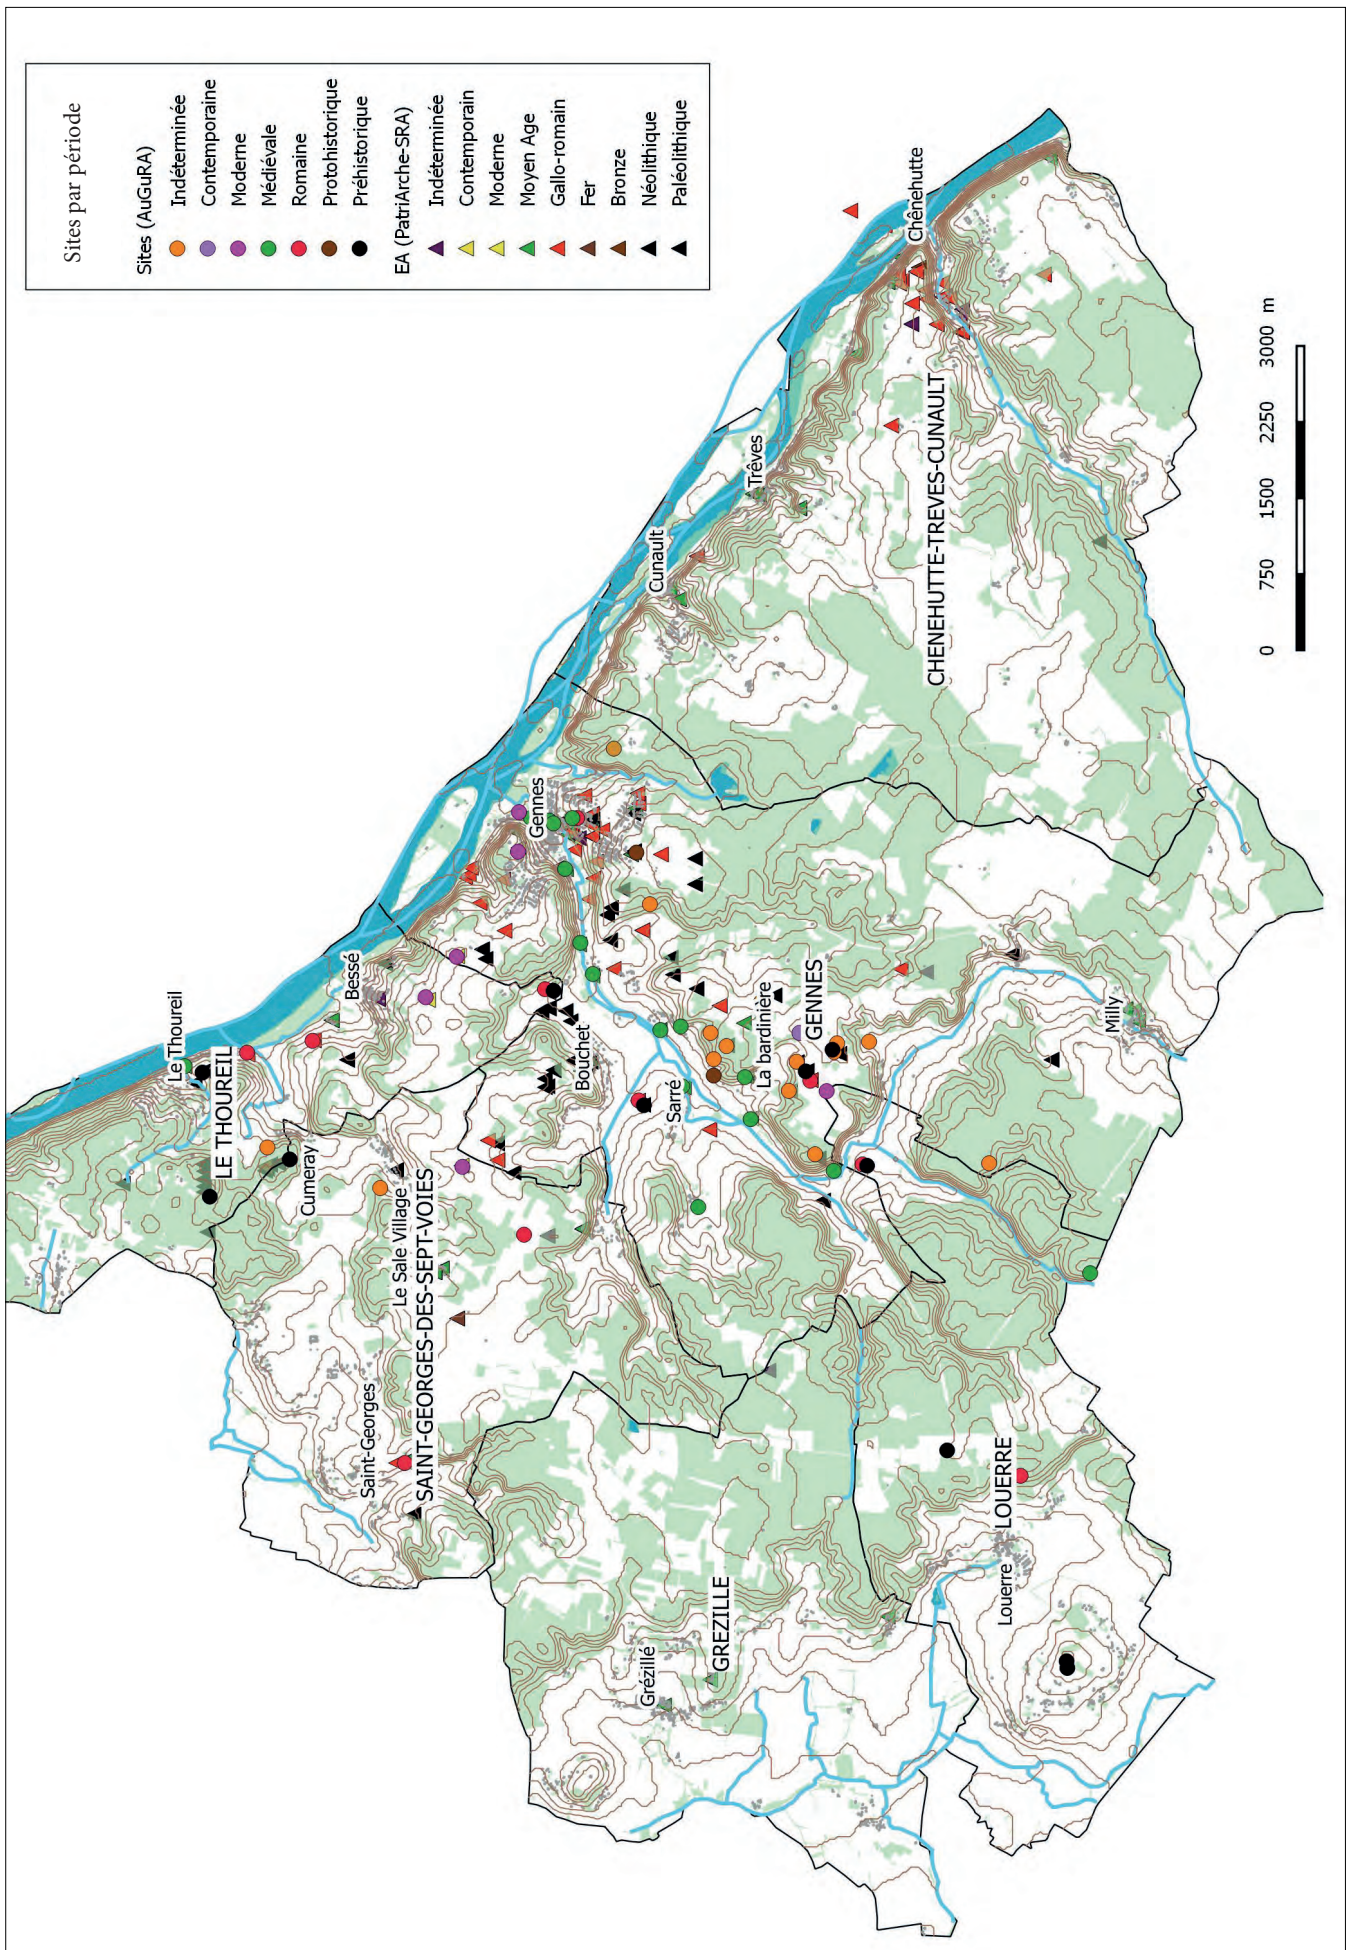 Sites par période
Sites (AuGuRA)
Indéterminée
Contemporaine
Moderne
Médiévale
Romaine
Protohistorique
Préhistorique
EA (PatriArche-SRA)
Indéterminée
Contemporain
Moderne
Moyen Age
Gallo-romain
Fer
Bronze
Néolithique
Paléolithique
Le Thoureil
LE THOUREIL
Bessé
Cumeray
Le Sale Village
SAINT-GEORGES-DES-SEPT-VOIES
Saint-Georges
Gennes
Bouchet
Sarré
La bardinière
GENNES
Milly
Cunault
Trêves
Chênehutte
CHENEHUTTE-TREVES-CUNAULT
Grézillé
GREZILLE
LOUERRE
Louerre
0 750 1500 2250 3000 m